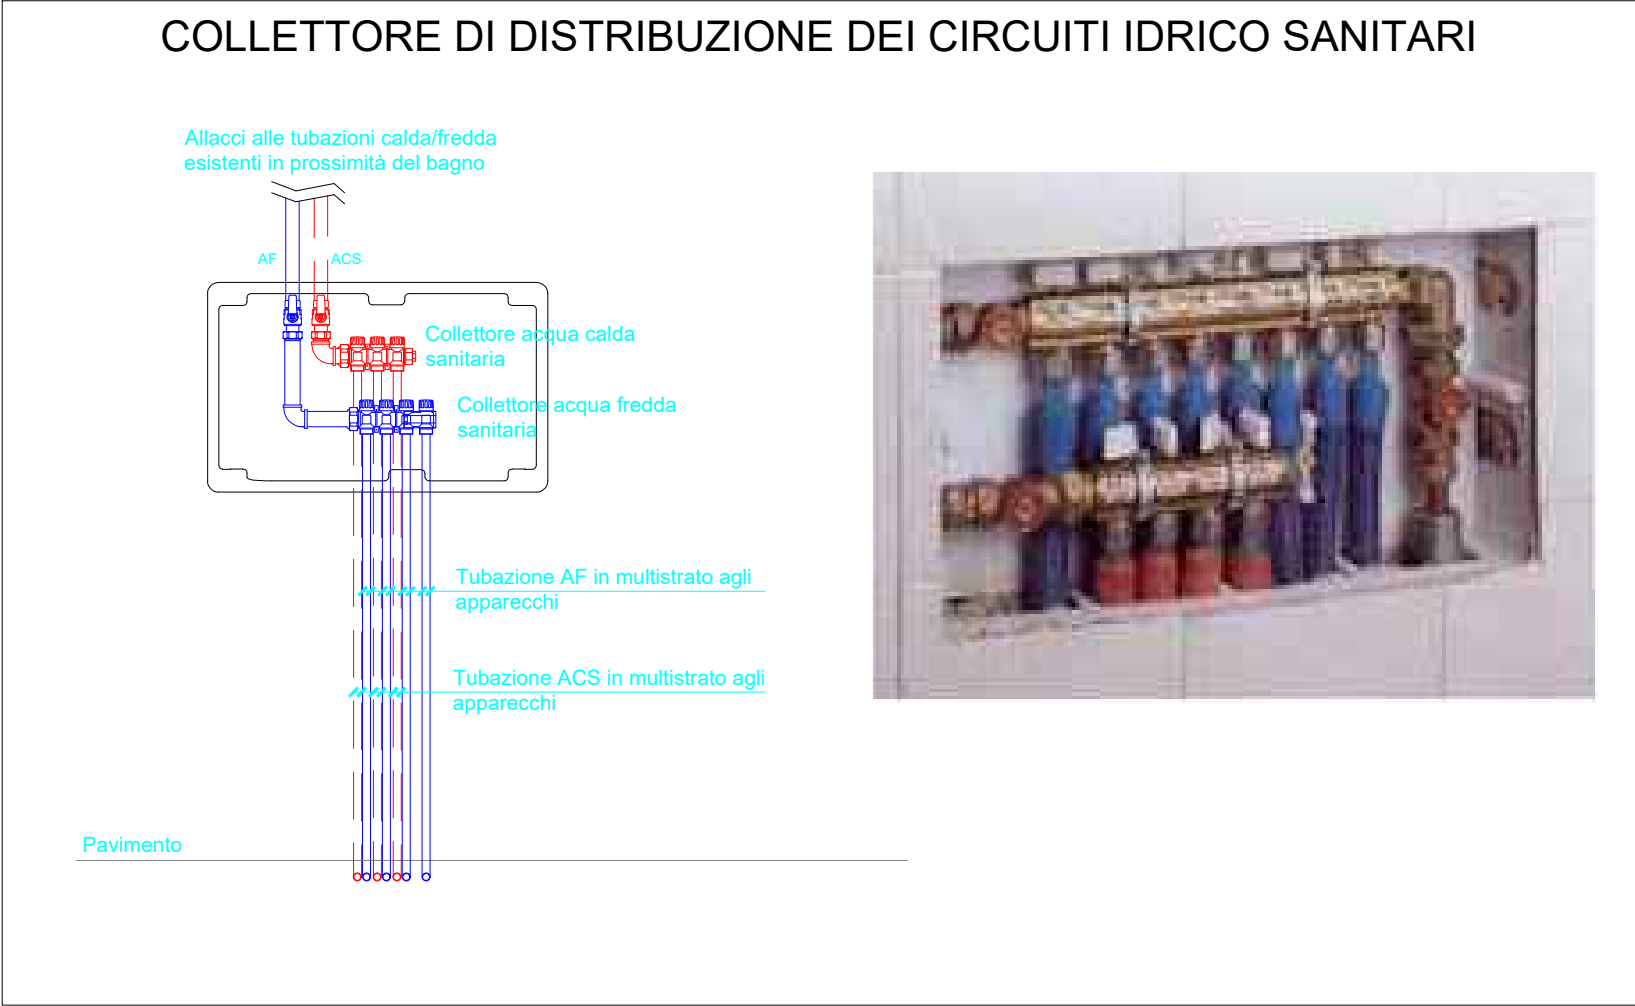 COLLETTORE DI DISTRIBUZIONE DEI CIRCUITI IDRICO SANITARI
Allacci alle tubazioni calda/fredda
esistenti in prossimità del bagno
AF
ACS
Collettore acqua calda
sanitaria
Collettore acqua fredda
sanitaria
Tubazione AF in multistrato agli
apparecchi
Tubazione ACS in multistrato agli
apparecchi
Pavimento